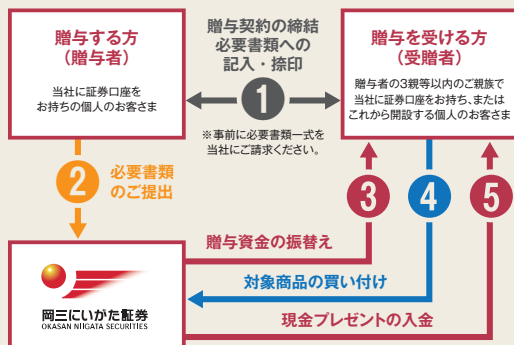 贈与する方
（贈与者）
当社に証券口座を
お持ちの個人のお客さま
贈与契約の締結
必要書類への
記入・捺印
1
※事前に必要書類一式を
当社にご請求ください。
贈与を受ける方
（受贈者）
贈与者の3親等以内のご親族で
当社に証券口座をお持ち、または
これから開設する個人のお客さま
2
必要書類
のご提出
3
4
5
贈与資金の振替え
対象商品の買い付け
現金プレゼントの入金
岡三にいがた証券
OKASAN NIIGATA SECURITIES